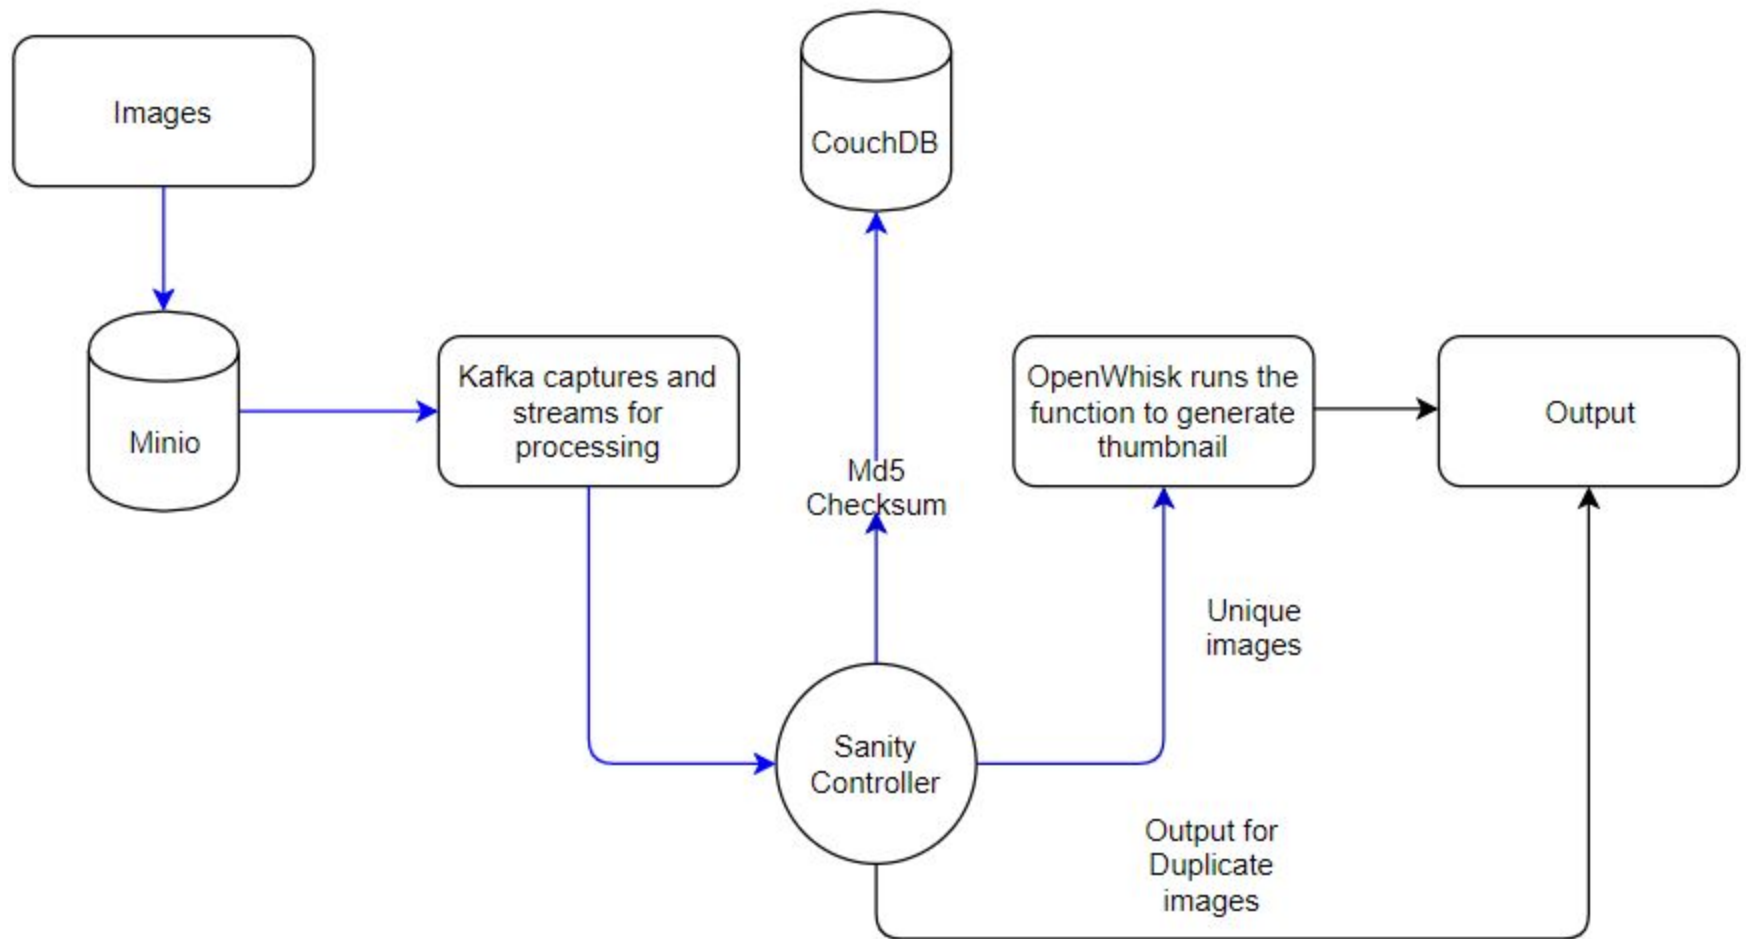 Images
CouchDB
Minio
Kafka captures and
streams for
processing
Md5
Checksum
OpenWhisk runs the
function to generate
thumbnail
Output
Unique
images
Sanity
Controller
Output for
Duplicate
images